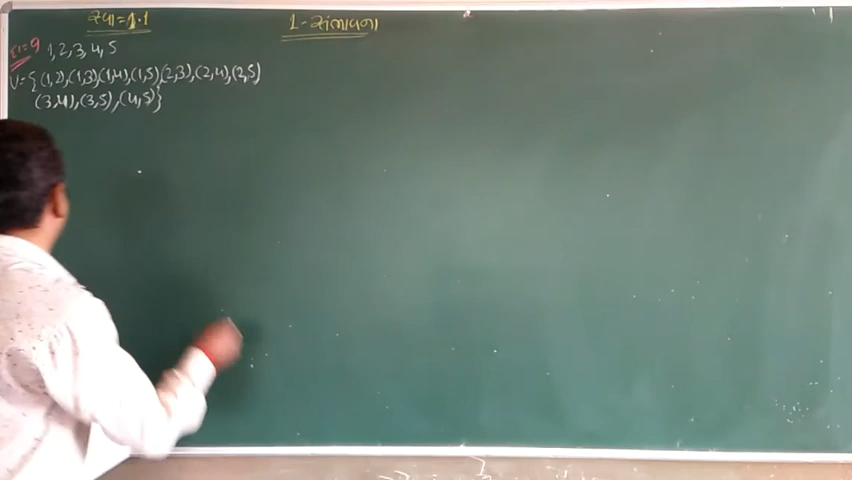 સ્વા = 1.1
1 - સંભાવના
1, 2, 3, 4, 5
U = { (1,2), (1,3), (1,4), (1,5), (2,3), (2,4), (2,5)
(3,4), (3,5), (4,5) }